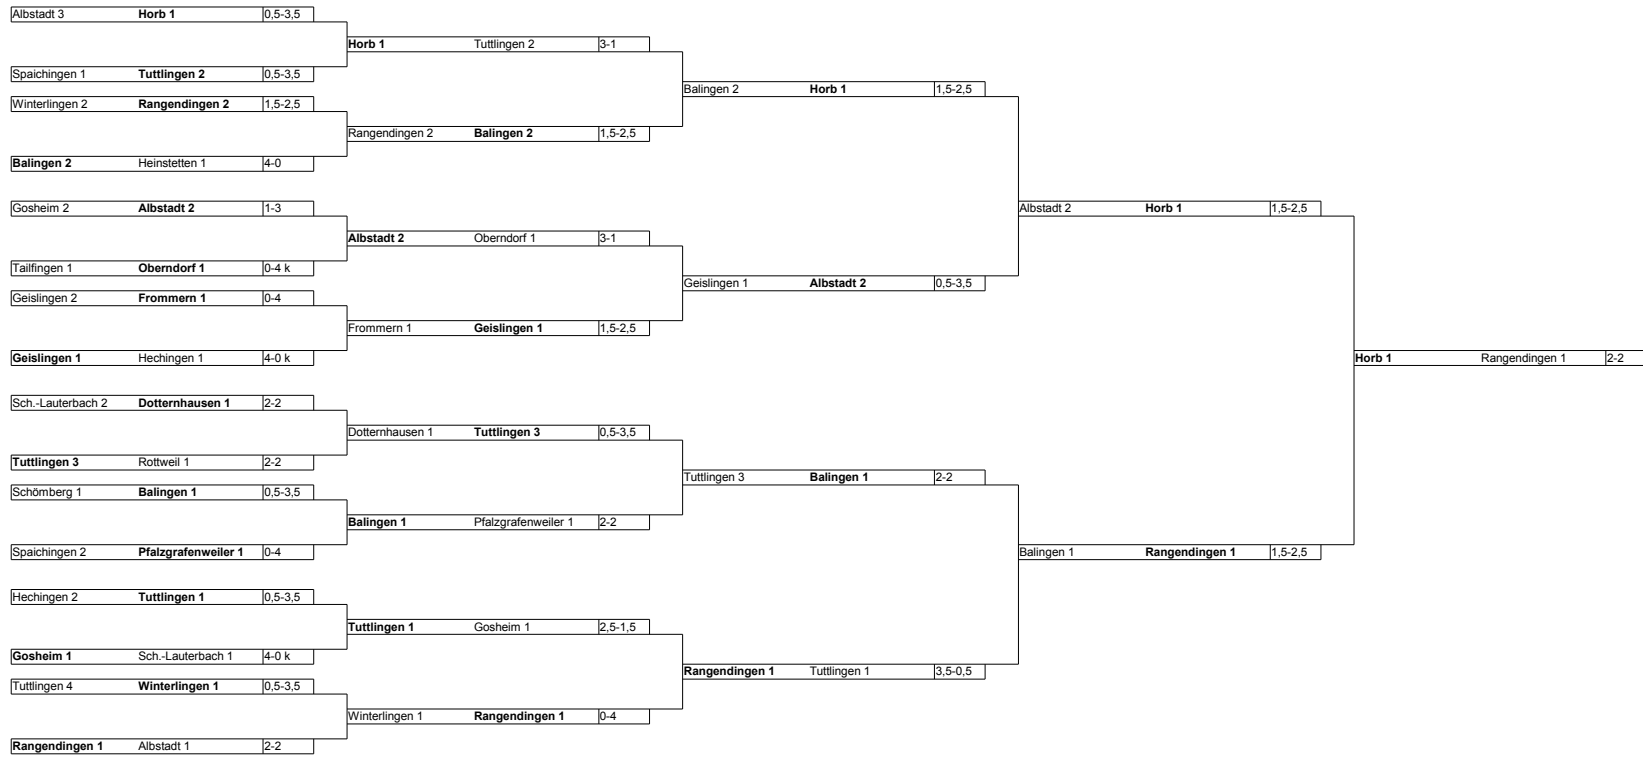 Albstadt 3 Horb 1 0,5-3,5
Horb 1 Tuttlingen 2 3-1
Spaichingen 1 Tuttlingen 2 0,5-3,5
Balingen 2 Horb 1 1,5-2,5
Winterlingen 2 Rangendingen 2 1,5-2,5
Rangendingen 2 Balingen 2 1,5-2,5
Balingen 2 Heinstetten 1 4-0
Gosheim 2 Albstadt 2 1-3
Albstadt 2 Horb 1 1,5-2,5
Albstadt 2 Oberndorf 1 3-1
Tailfingen 1 Oberndorf 1 0-4 k
Geislingen 1 Albstadt 2 0,5-3,5
Geislingen 2 Frommern 1 0-4
Frommern 1 Geislingen 1 1,5-2,5
Geislingen 1 Hechingen 1 4-0 k
Horb 1 Rangendingen 1 2-2
Sch.-Lauterbach 2 Dotternhausen 1 2-2
Dotternhausen 1 Tuttlingen 3 0,5-3,5
Tuttlingen 3 Rottweil 1 2-2
Tuttlingen 3 Balingen 1 2-2
Schömberg 1 Balingen 1 0,5-3,5
Balingen 1 Pfalzgrafenweiler 1 2-2
Spaichingen 2 Pfalzgrafenweiler 1 0-4
Balingen 1 Rangendingen 1 1,5-2,5
Hechingen 2 Tuttlingen 1 0,5-3,5
Tuttlingen 1 Gosheim 1 2,5-1,5
Gosheim 1 Sch.-Lauterbach 1 4-0 k
Rangendingen 1 Tuttlingen 1 3,5-0,5
Tuttlingen 4 Winterlingen 1 0,5-3,5
Winterlingen 1 Rangendingen 1 0-4
Rangendingen 1 Albstadt 1 2-2